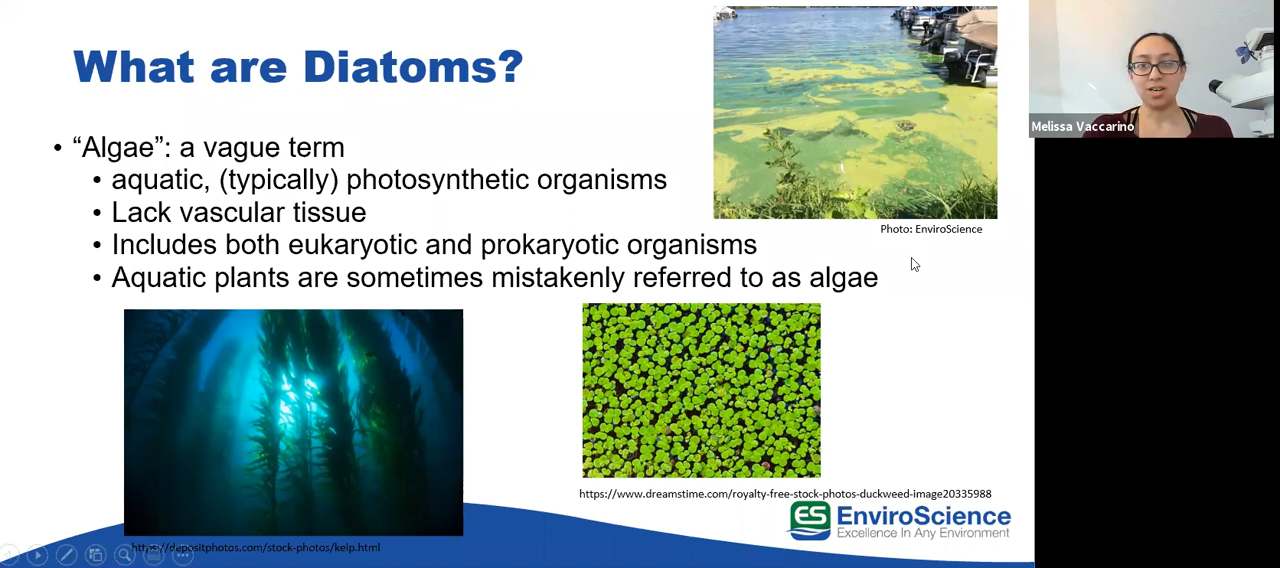 What are Diatoms?
• “Algae”: a vague term
• aquatic, (typically) photosynthetic organisms
• Lack vascular tissue
• Includes both eukaryotic and prokaryotic organisms
• Aquatic plants are sometimes mistakenly referred to as algae
Photo: EnviroScience
Melissa Vaccarino
https://www.dreamstime.com/royalty-free-stock-photos-duckweed-image20335988
https://depositphotos.com/stock-photos/kelp.html
ES
EnviroScience
Excellence In Any Environment